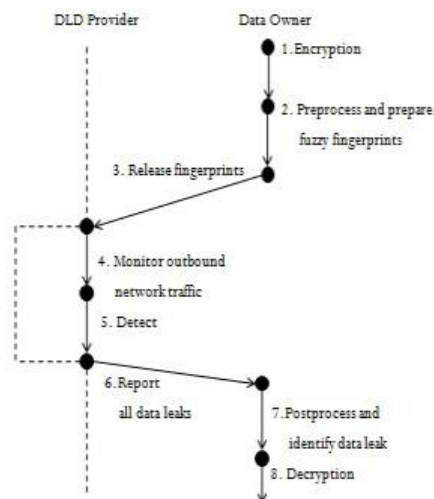 DLD Provider
Data Owner
1. Encryption
2. Preprocess and prepare
fuzzy fingerprints
3. Release fingerprints
4. Monitor outbound
network traffic
5. Detect
6. Report
all data leaks
7. Postprocess and
identify data leak
8. Decryption